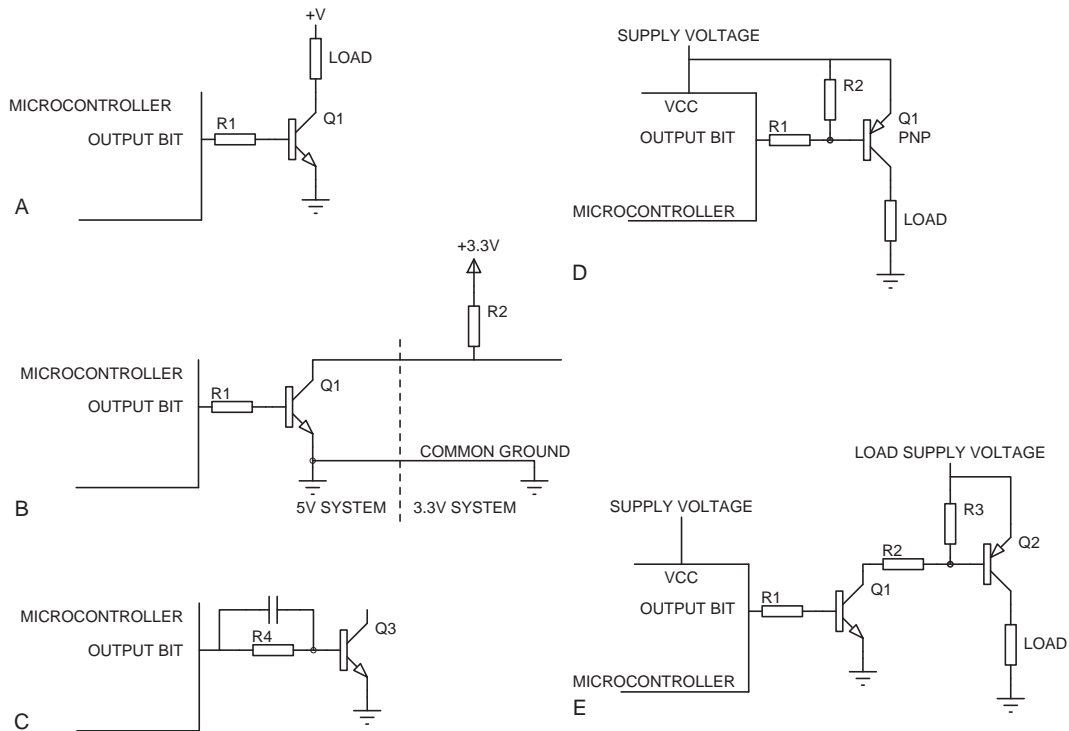 +V
LOAD
MICROCONTROLLER
OUTPUT BIT
R1
Q1
A
+3.3V
R2
MICROCONTROLLER
OUTPUT BIT
R1
Q1
COMMON GROUND
5V SYSTEM
3.3V SYSTEM
B
MICROCONTROLLER
OUTPUT BIT
R4
Q3
C
SUPPLY VOLTAGE
R2
VCC
OUTPUT BIT
R1
Q1
PNP
MICROCONTROLLER
LOAD
D
LOAD SUPPLY VOLTAGE
SUPPLY VOLTAGE
R3
R2
Q2
VCC
OUTPUT BIT
R1
Q1
LOAD
MICROCONTROLLER
E